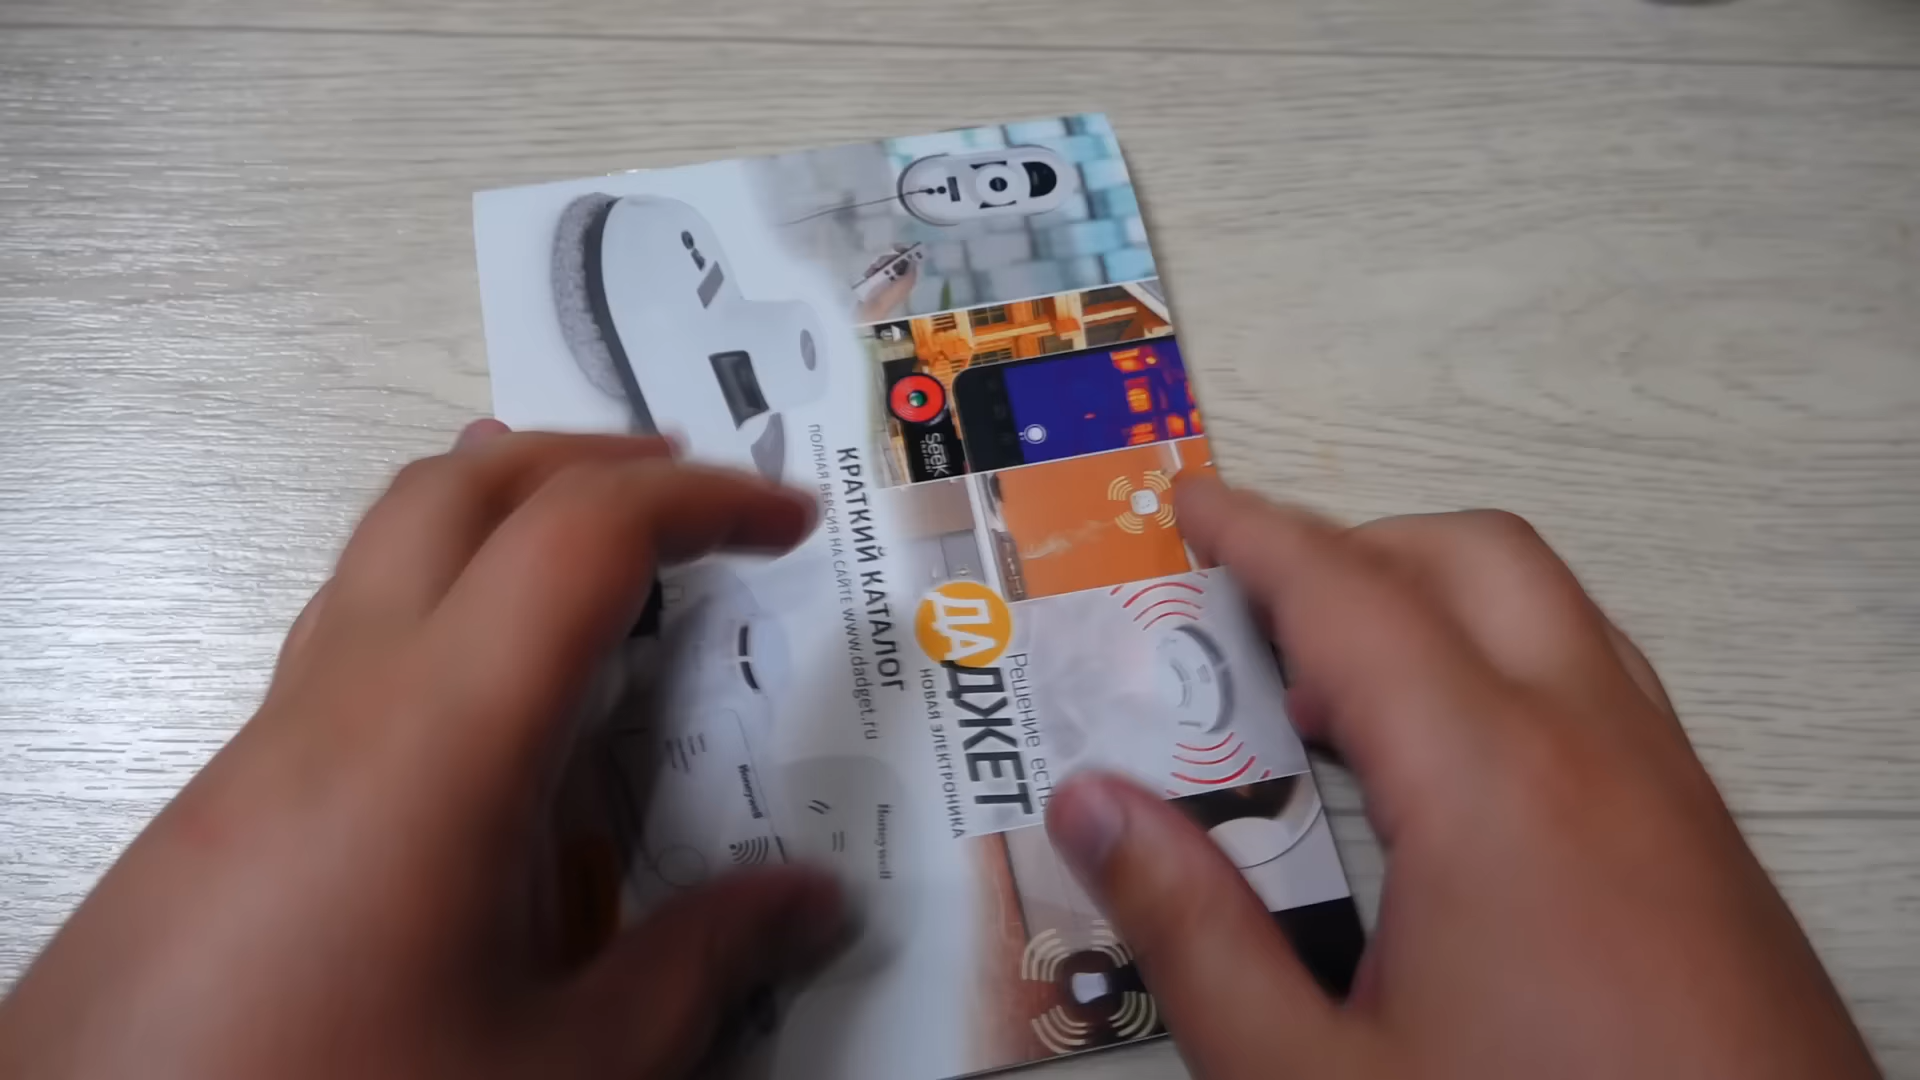 Решение есть
ДАДЖЕТ
НОВАЯ ЭЛЕКТРОНИКА
КРАТКИЙ КАТАЛОГ
ПОЛНАЯ ВЕРСИЯ НА САЙТЕ www.dadget.ru
seek
Honeywell
Honeywell